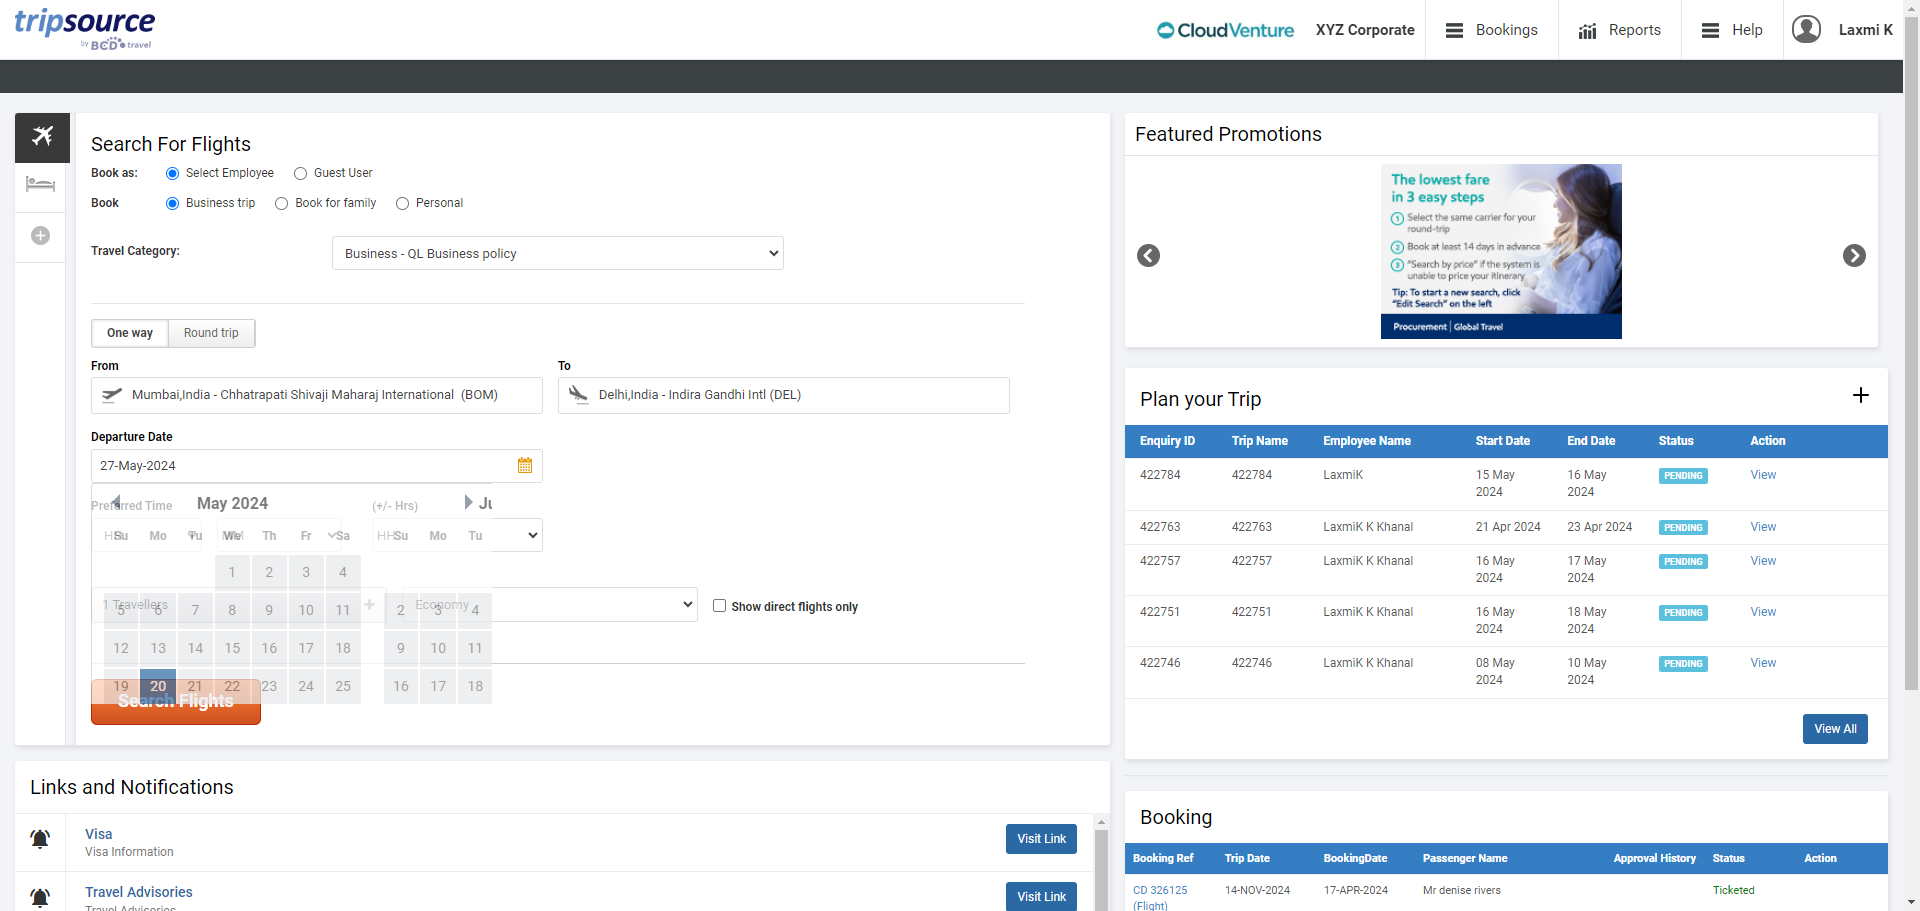 tripsource
by BCD travel
CloudVenture
XYZ Corporate
Bookings
Reports
Help
Laxmi K
Search For Flights
Book as: Select Employee Guest User
Book Business trip Book for family Personal
Travel Category: Business - QL Business policy
One way Round trip
From To
Mumbai,India - Chhatrapati Shivaji Maharaj International (BOM) Delhi,India - Indira Gandhi Intl (DEL)
Departure Date
27-May-2024
Preferred Time May 2024 (+/- Hrs) Ju
HH Su Mo Tu MM We Th Fr Sa HH Su Mo Tu
1 2 3 4
1 Travellers Economy
5 6 7 8 9 10 11 2 3 4
Show direct flights only
12 13 14 15 16 17 18 9 10 11
19 20 21 22 23 24 25 16 17 18
Search Flights
Featured Promotions
The lowest fare
in 3 easy steps
1 Select the same carrier for your
round-trip
2 Book at least 14 days in advance
3 "Search by price" if the system is
unable to price your itinerary
Tip: To start a new search, click
"Edit Search" on the left
Procurement | Global Travel
Plan your Trip +
Enquiry ID Trip Name Employee Name Start Date End Date Status Action
422784 422784 LaxmiK 15 May 2024 16 May 2024 PENDING View
422763 422763 LaxmiK K Khanal 21 Apr 2024 23 Apr 2024 PENDING View
422757 422757 LaxmiK K Khanal 16 May 2024 17 May 2024 PENDING View
422751 422751 LaxmiK K Khanal 16 May 2024 18 May 2024 PENDING View
422746 422746 LaxmiK K Khanal 08 May 2024 10 May 2024 PENDING View
View All
Links and Notifications
Visa
Visa Information
Visit Link
Travel Advisories
Travel Advisories
Visit Link
Booking
Booking Ref Trip Date BookingDate Passenger Name Approval History Status Action
CD 326125 14-NOV-2024 17-APR-2024 Mr denise rivers Ticketed
(Flight)